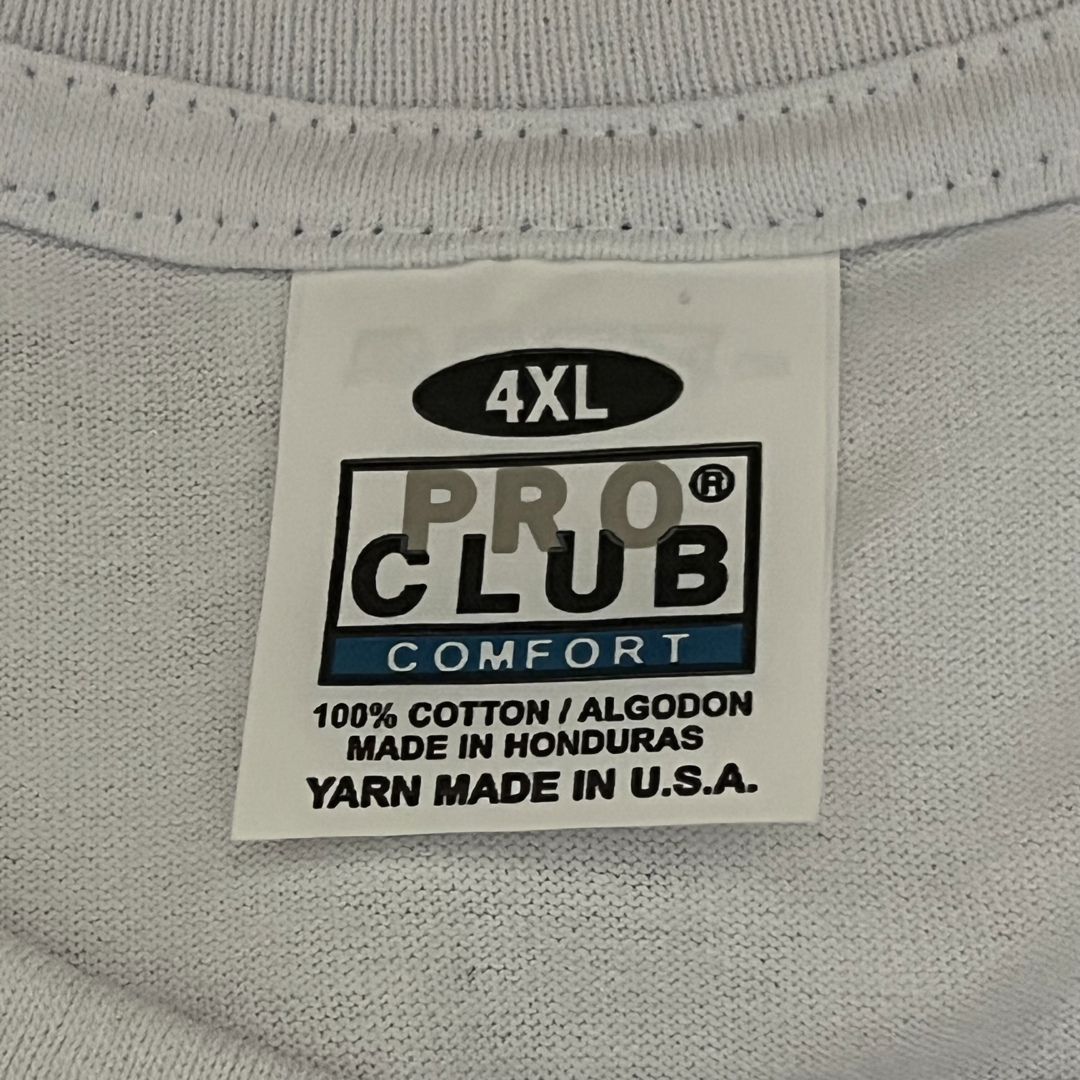 4XL
PRO®
CLUB
COMFORT
100% COTTON / ALGODON
MADE IN HONDURAS
YARN MADE IN U.S.A.